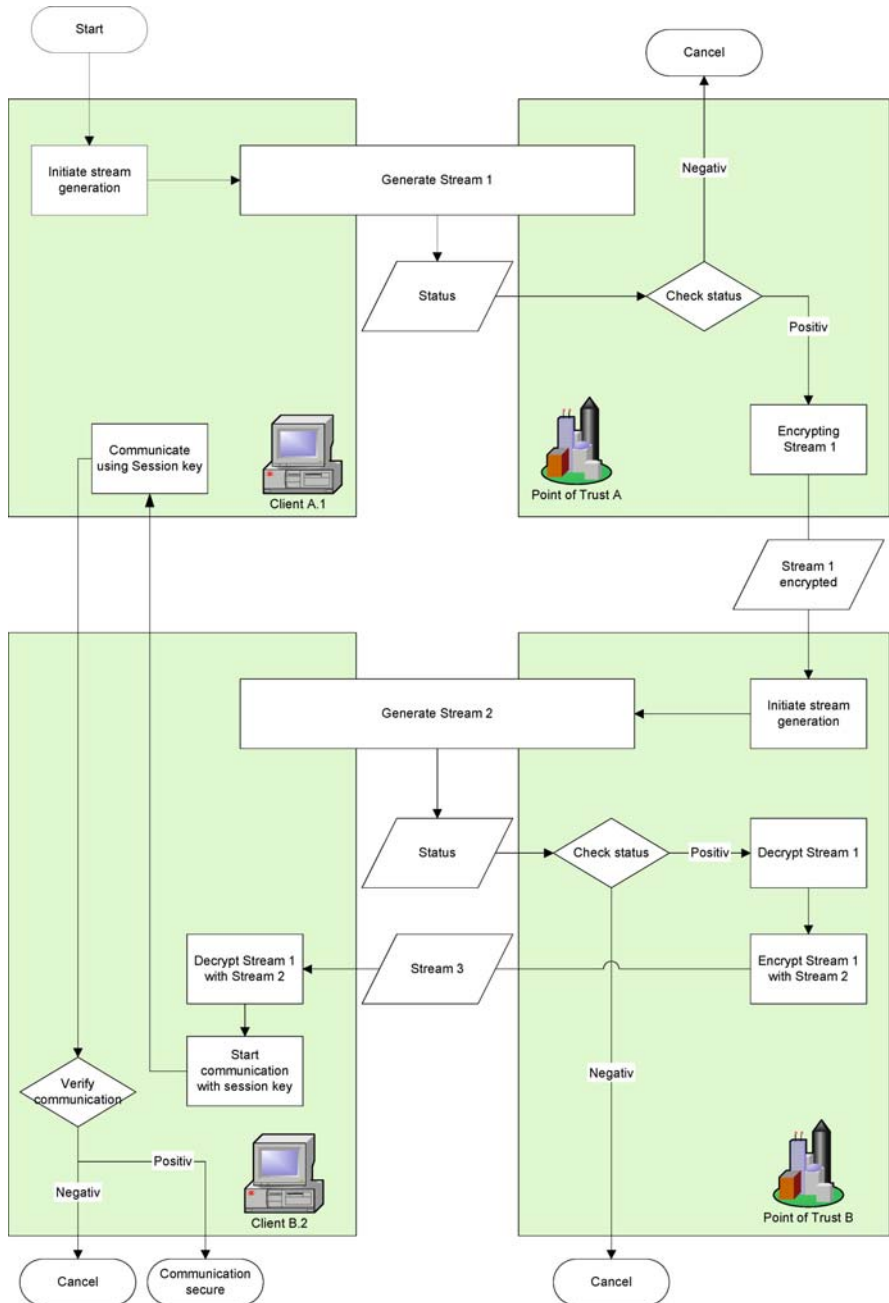 Start
Cancel
Initiate stream
generation
Generate Stream 1
Negativ
Status
Check status
Positiv
Communicate
using Session key
Client A.1
Point of Trust A
Encrypting
Stream 1
Stream 1
encrypted
Generate Stream 2
Initiate stream
generation
Status
Check status
Positiv
Decrypt Stream 1
Decrypt Stream 1
with Stream 2
Stream 3
Encrypt Stream 1
with Stream 2
Start
communication
with session key
Verify
communication
Negativ
Positiv
Negativ
Client B.2
Point of Trust B
Cancel
Communication
secure
Cancel